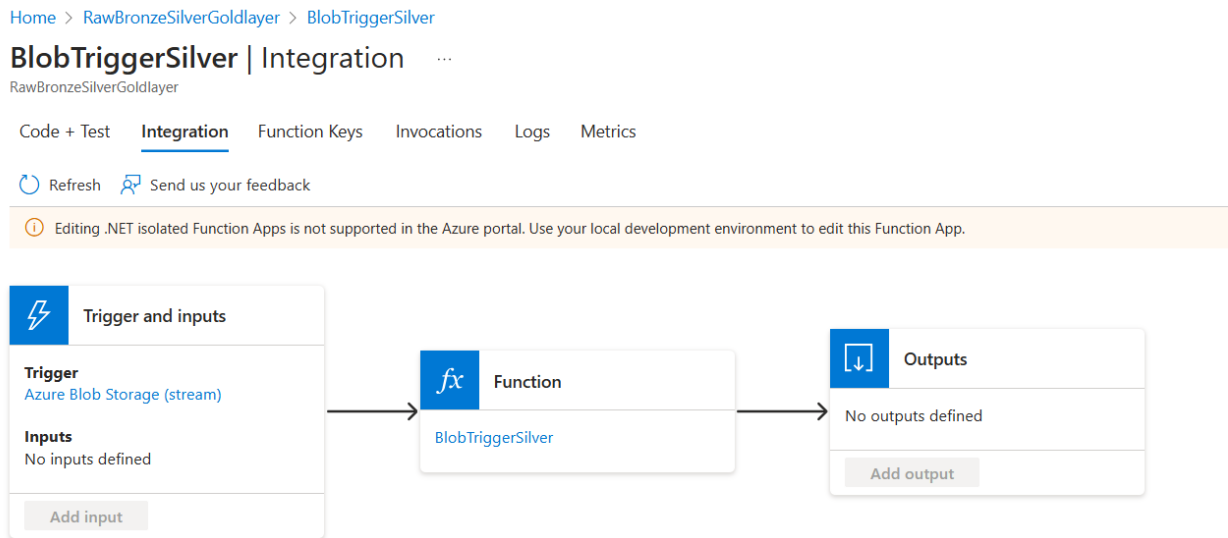 Home > RawBronzeSilverGoldlayer > BlobTriggerSilver
BlobTriggerSilver | Integration ...
RawBronzeSilverGoldlayer
Code + Test Integration Function Keys Invocations Logs Metrics
Refresh Send us your feedback
Editing .NET isolated Function Apps is not supported in the Azure portal. Use your local development environment to edit this Function App.
Trigger and inputs
Trigger
Azure Blob Storage (stream)
Inputs
No inputs defined
Add input
fx Function
BlobTriggerSilver
Outputs
No outputs defined
Add output